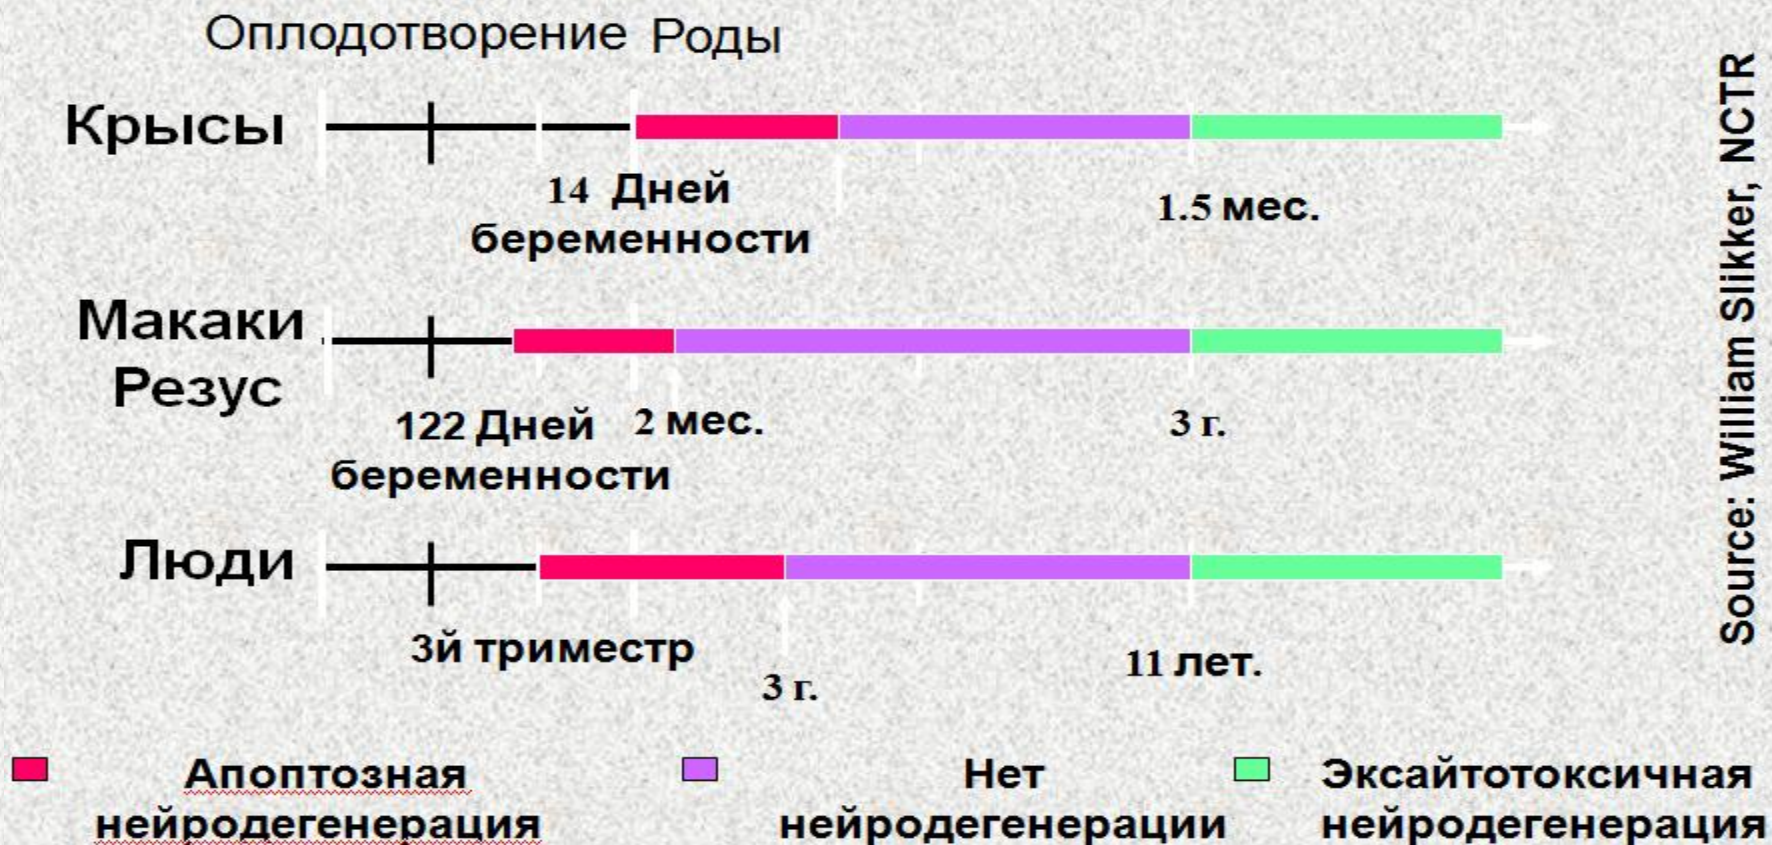 Оплодотворение Роды
Крысы
14 Дней
беременности
1.5 мес.
Макаки
Резус
122 Дней
беременности
2 мес.
3 г.
Люди
3й триместр
3 г.
11 лет.
Апоптозная
нейродегенерация
Нет
нейродегенерации
Эксайтотоксичная
нейродегенерация
Source: William Slikker, NCTR